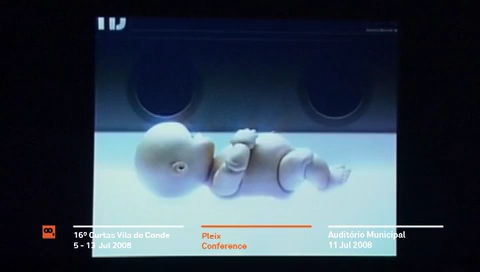 16º Curtas Vila do Conde
5 - 13 Jul 2008
Pleix
Conference
Auditório Municipal
11 Jul 2008